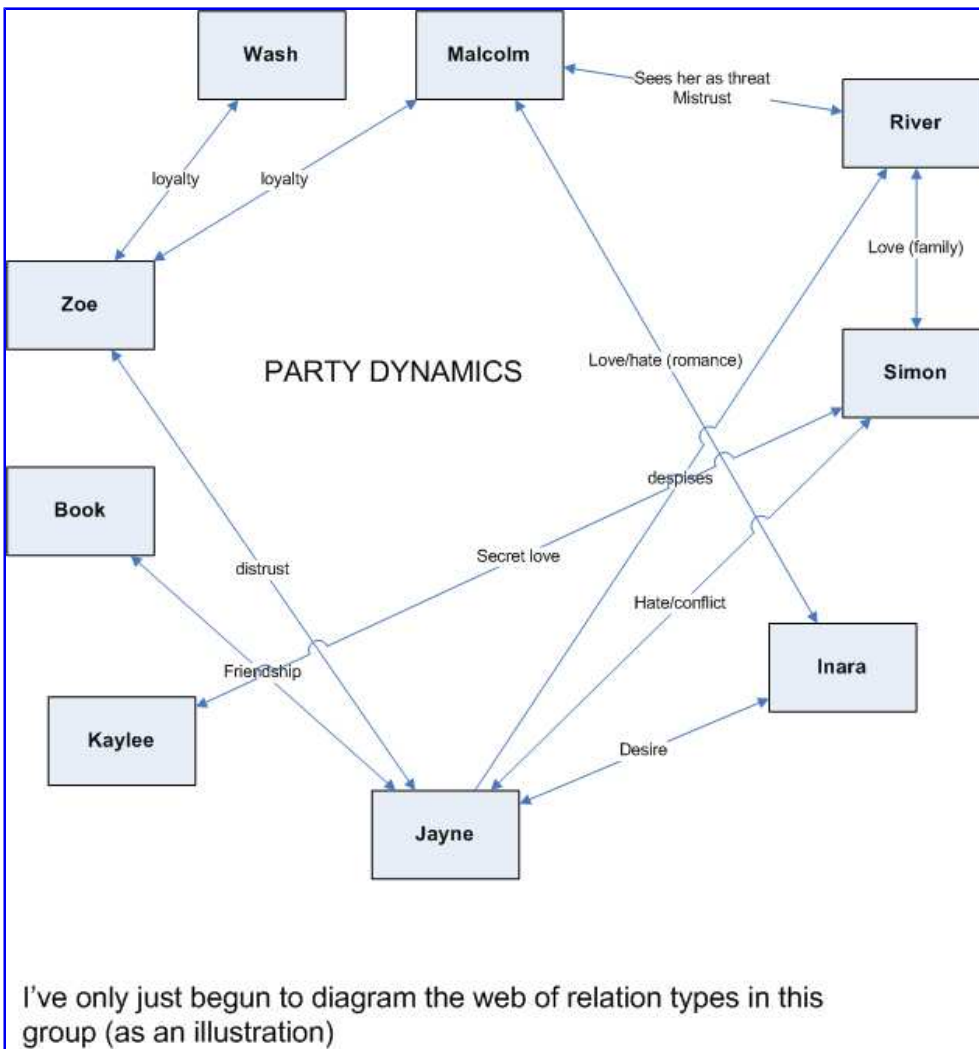 Wash
Malcolm
Sees her as threat
Mistrust
River
loyalty
loyalty
Love (family)
Zoe
PARTY DYNAMICS
Love/hate (romance)
Simon
Book
despises
Secret love
distrust
Hate/conflict
Inara
Friendship
Kaylee
Desire
Jayne
I've only just begun to diagram the web of relation types in this
group (as an illustration)